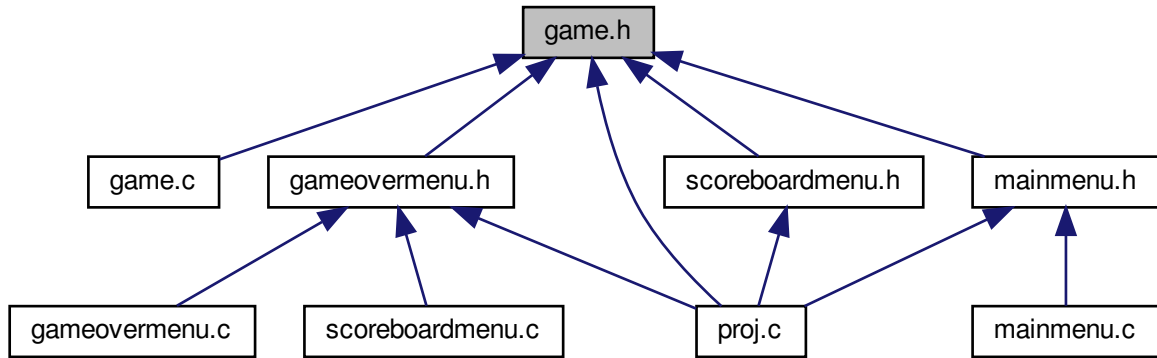 game.h
game.c
gameovermenu.h
scoreboardmenu.h
mainmenu.h
gameovermenu.c
scoreboardmenu.c
proj.c
mainmenu.c